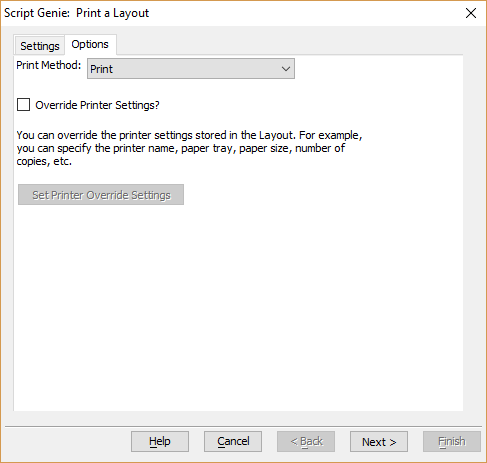 Script Genie:  Print a Layout
Settings
Options
Print Method:
Print
Override Printer Settings?
You can override the printer settings stored in the Layout. For example,
you can specify the printer name, paper tray, paper size, number of
copies, etc.
Set Printer Override Settings
Help
Cancel
< Back
Next >
Finish